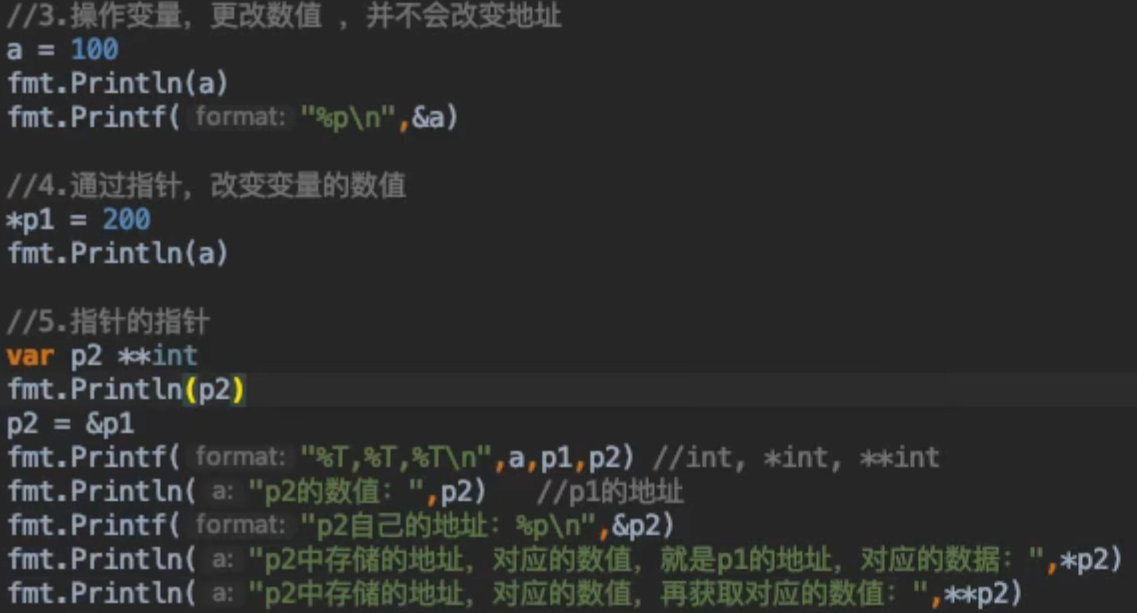 //3.操作变量，更改数值 ，并不会改变地址
a = 100
fmt.Println(a)
fmt.Printf( format: "%p\n",&a)
//4.通过指针，改变变量的数值
*p1 = 200
fmt.Println(a)
//5.指针的指针
var p2 **int
fmt.Println(p2)
p2 = &p1
fmt.Printf( format: "%T,%T,%T\n",a,p1,p2) //int, *int, **int
fmt.Println( a: "p2的数值：",p2) //p1的地址
fmt.Printf( format: "p2自己的地址：%p\n",&p2)
fmt.Println( a: "p2中存储的地址，对应的数值，就是p1的地址，对应的数据：",*p2)
fmt.Println( a: "p2中存储的地址，对应的数值，再获取对应的数值：",**p2)